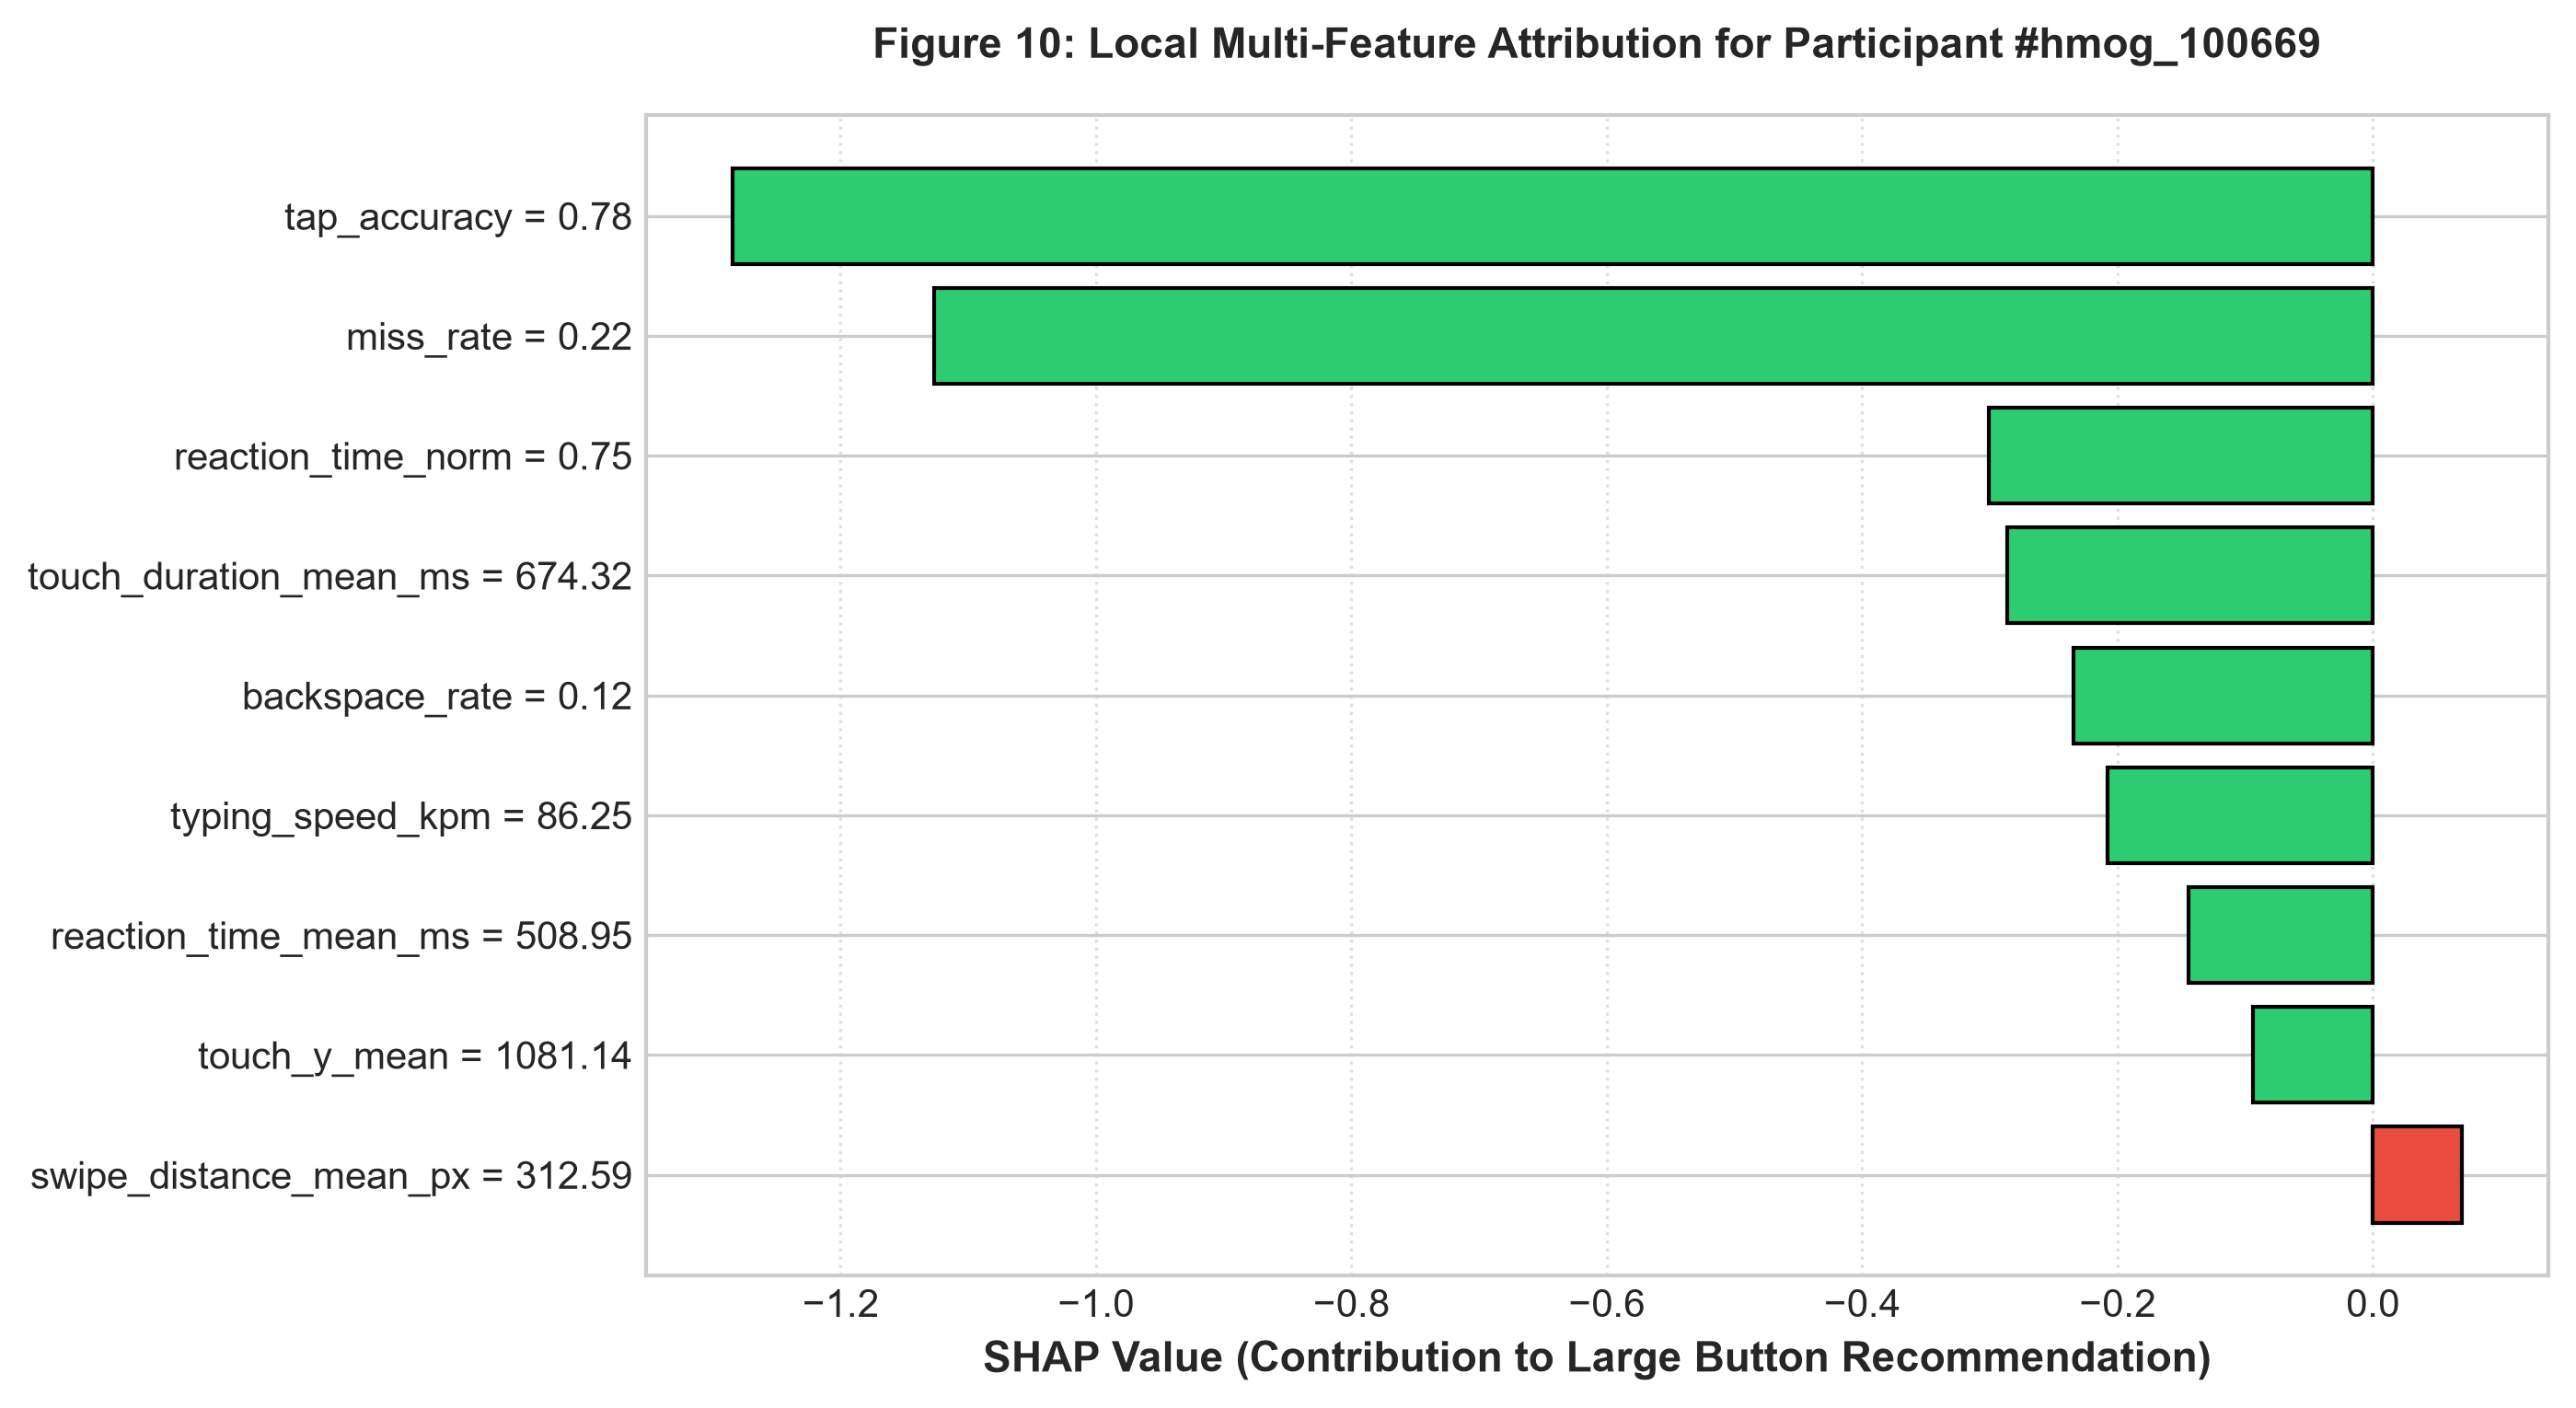 Figure 10: Local Multi-Feature Attribution for Participant #hmog_100669
tap_accuracy = 0.78
miss_rate = 0.22
reaction_time_norm = 0.75
touch_duration_mean_ms = 674.32
backspace_rate = 0.12
typing_speed_kpm = 86.25
reaction_time_mean_ms = 508.95
touch_y_mean = 1081.14
swipe_distance_mean_px = 312.59
−1.2 −1.0 −0.8 −0.6 −0.4 −0.2 0.0
SHAP Value (Contribution to Large Button Recommendation)